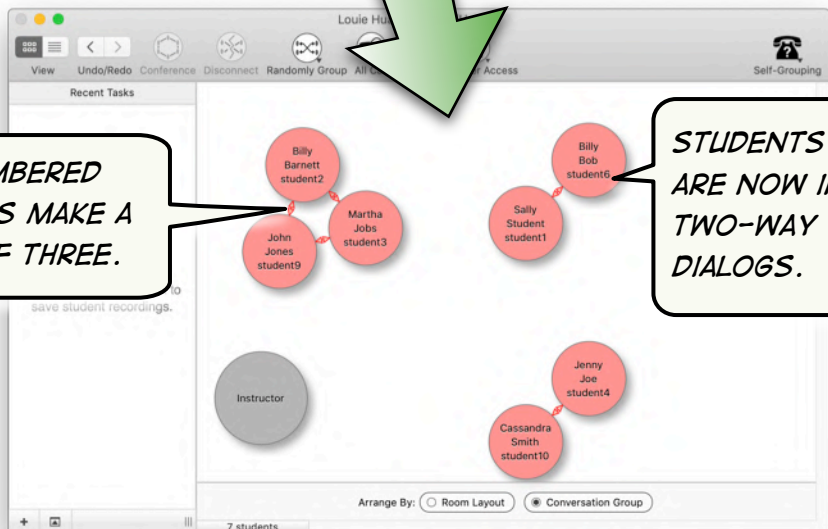 Louie Hu
View
Undo/Redo
Conference
Disconnect
Randomly Group
All
Access
Self-Grouping
Recent Tasks
to
save student recordings.
MAKE A
THREE.
Billy
Barnett
student2
Martha
Jobs
student3
John
Jones
student9
Billy
Bob
student6
Sally
Student
student1
STUDENTS
ARE NOW
TWO-WAY
DIALOGS.
Instructor
Jenny
Joe
student4
Cassandra
Smith
student10
Arrange By: Room Layout Conversation Group
7 students